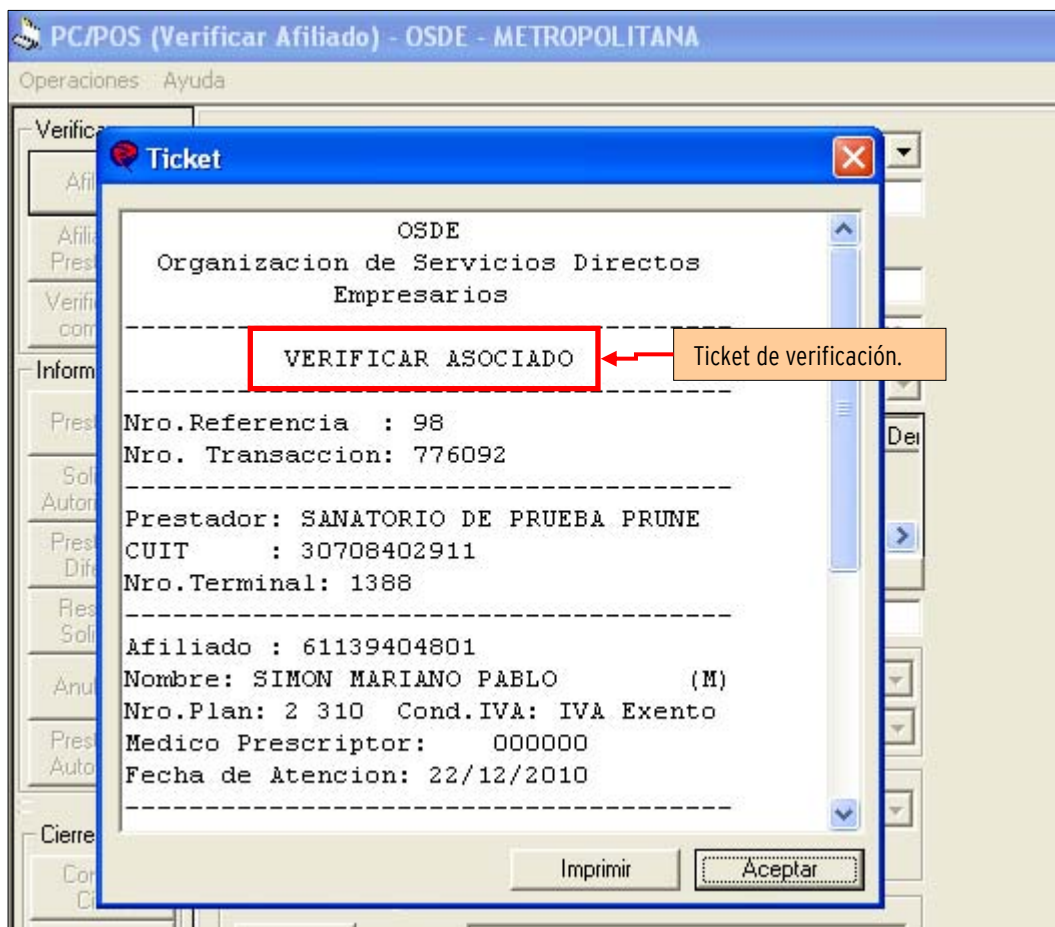 PC/POS (Verificar Afiliado) - OSDE - METROPOLITANA
Operaciones Ayuda
Ticket
OSDE
Organizacion de Servicios Directos
Empresarios
VERIFICAR ASOCIADO
Ticket de verificación.
Nro.Referencia : 98
Nro. Transaccion: 776092
Prestador: SANATORIO DE PRUEBA PRUNE
CUIT : 30708402911
Nro.Terminal: 1388
Afiliado : 61139404801
Nombre: SIMON MARIANO PABLO (M)
Nro.Plan: 2 310 Cond.IVA: IVA Exento
Medico Prescriptor: 000000
Fecha de Atencion: 22/12/2010
Imprimir Aceptar
Cierre